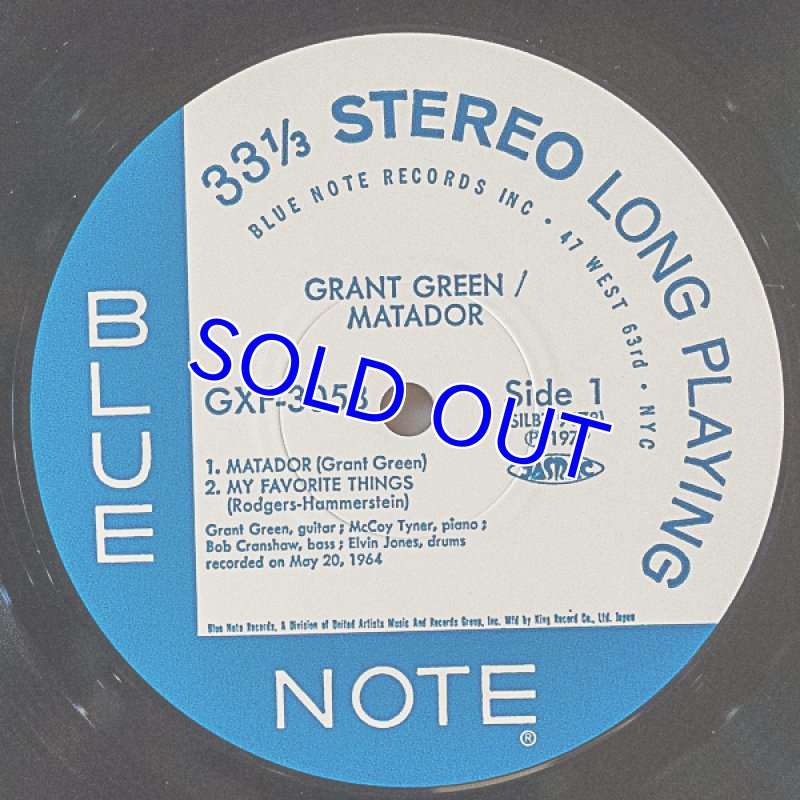 33⅓ STEREO LONG PLAYING
BLUE NOTE RECORDS INC • 47 WEST 63rd • NYC
GRANT GREEN /
MATADOR
SOLD OUT
Side 1
1. MATADOR (Grant Green)
2. MY FAVORITE THINGS
(Rodgers-Hammerstein)
Grant Green, guitar ; McCoy Tyner, piano ;
Bob Cranshaw, bass ; Elvin Jones, drums
recorded on May 20, 1964
Blue Note Records, A Division of United Artists Music And Records Group, Inc. Mfd by King Record Co., Ltd. Japan
BLUE
NOTE
®